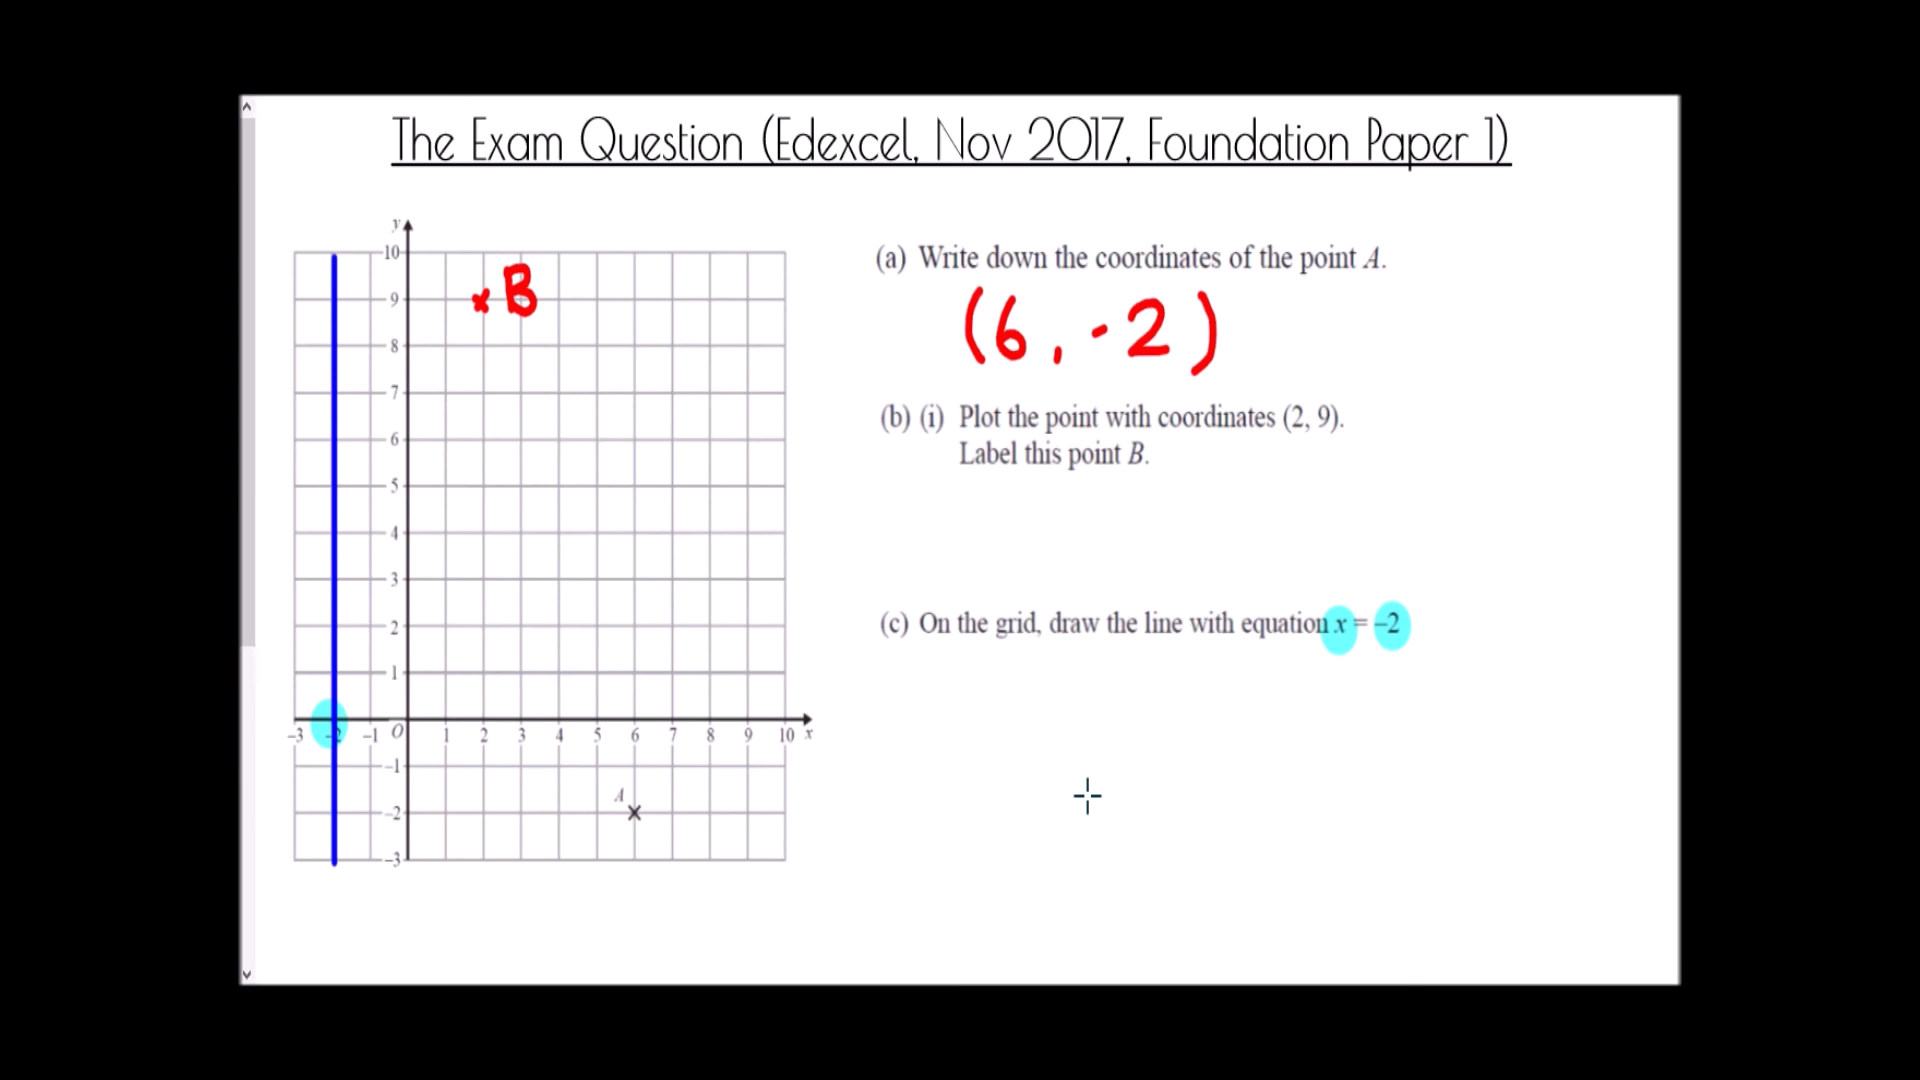 The Exam Question (Edexcel, Nov 2017, Foundation Paper 1)
y
10
B
9
8
7
6
5
4
3
2
1
-3 -2 -1 O 1 2 3 4 5 6 7 8 9 10 x
-1
A
-2
-3
(a) Write down the coordinates of the point A.
(6, -2)
(b) (i) Plot the point with coordinates (2, 9).
Label this point B.
(c) On the grid, draw the line with equation x = –2